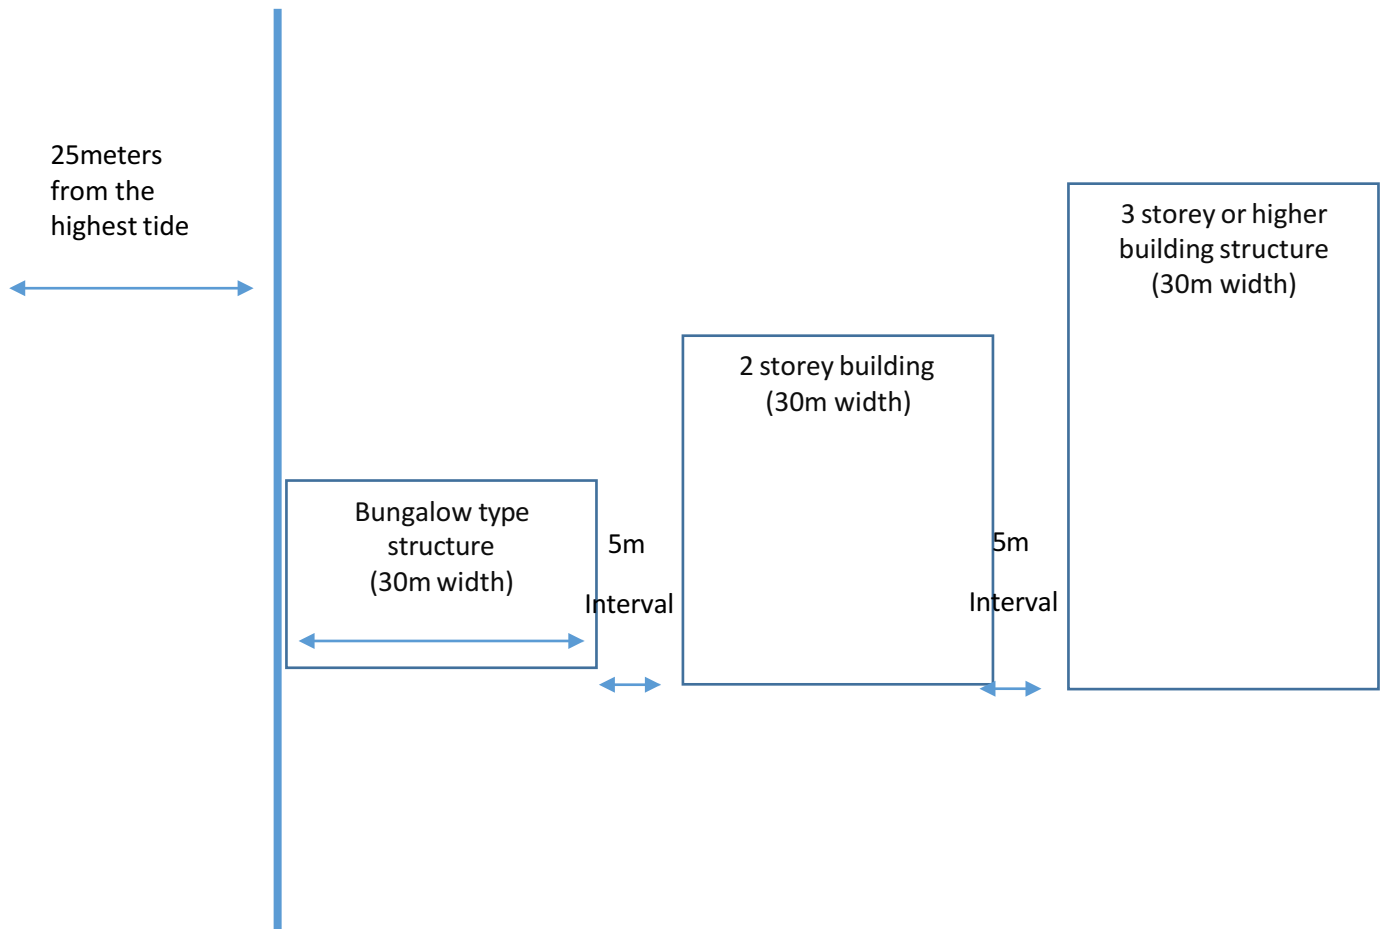 25meters
from the
highest tide
3 storey or higher
building structure
(30m width)
2 storey building
(30m width)
Bungalow type
structure
(30m width)
5m
Interval
5m
Interval